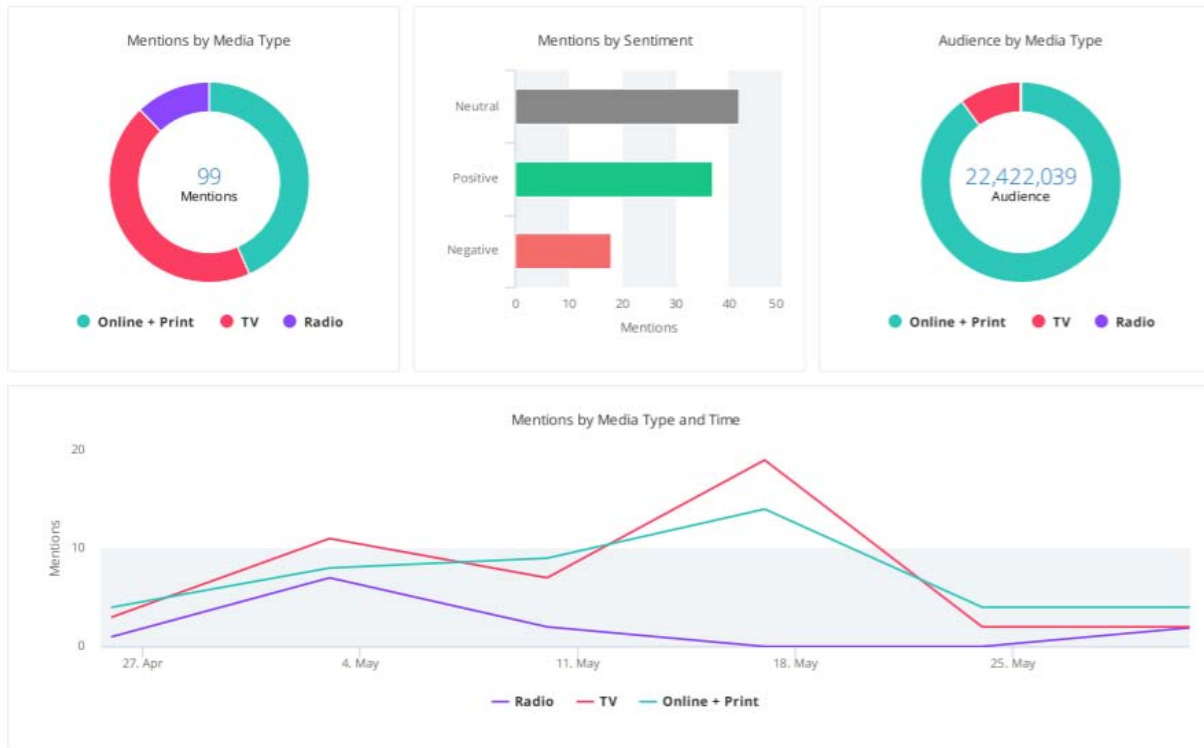 Mentions by Media Type
99
Mentions
Online + Print TV Radio
Mentions by Sentiment
Neutral
Positive
Negative
0 10 20 30 40 50
Mentions
Audience by Media Type
22,422,039
Audience
Online + Print TV Radio
Mentions by Media Type and Time
20
10
0
Mentions
27. Apr 4. May 11. May 18. May 25. May
Radio TV Online + Print